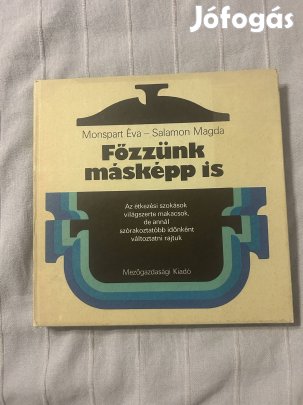 Jófogás
Monspart Éva – Salamon Magda
Főzzünk
másképp is
Az étkezési szokások
világszerte makacsok,
de annál
szórakoztatóbb időnként
változtatni rajtuk
Mezőgazdasági Kiadó